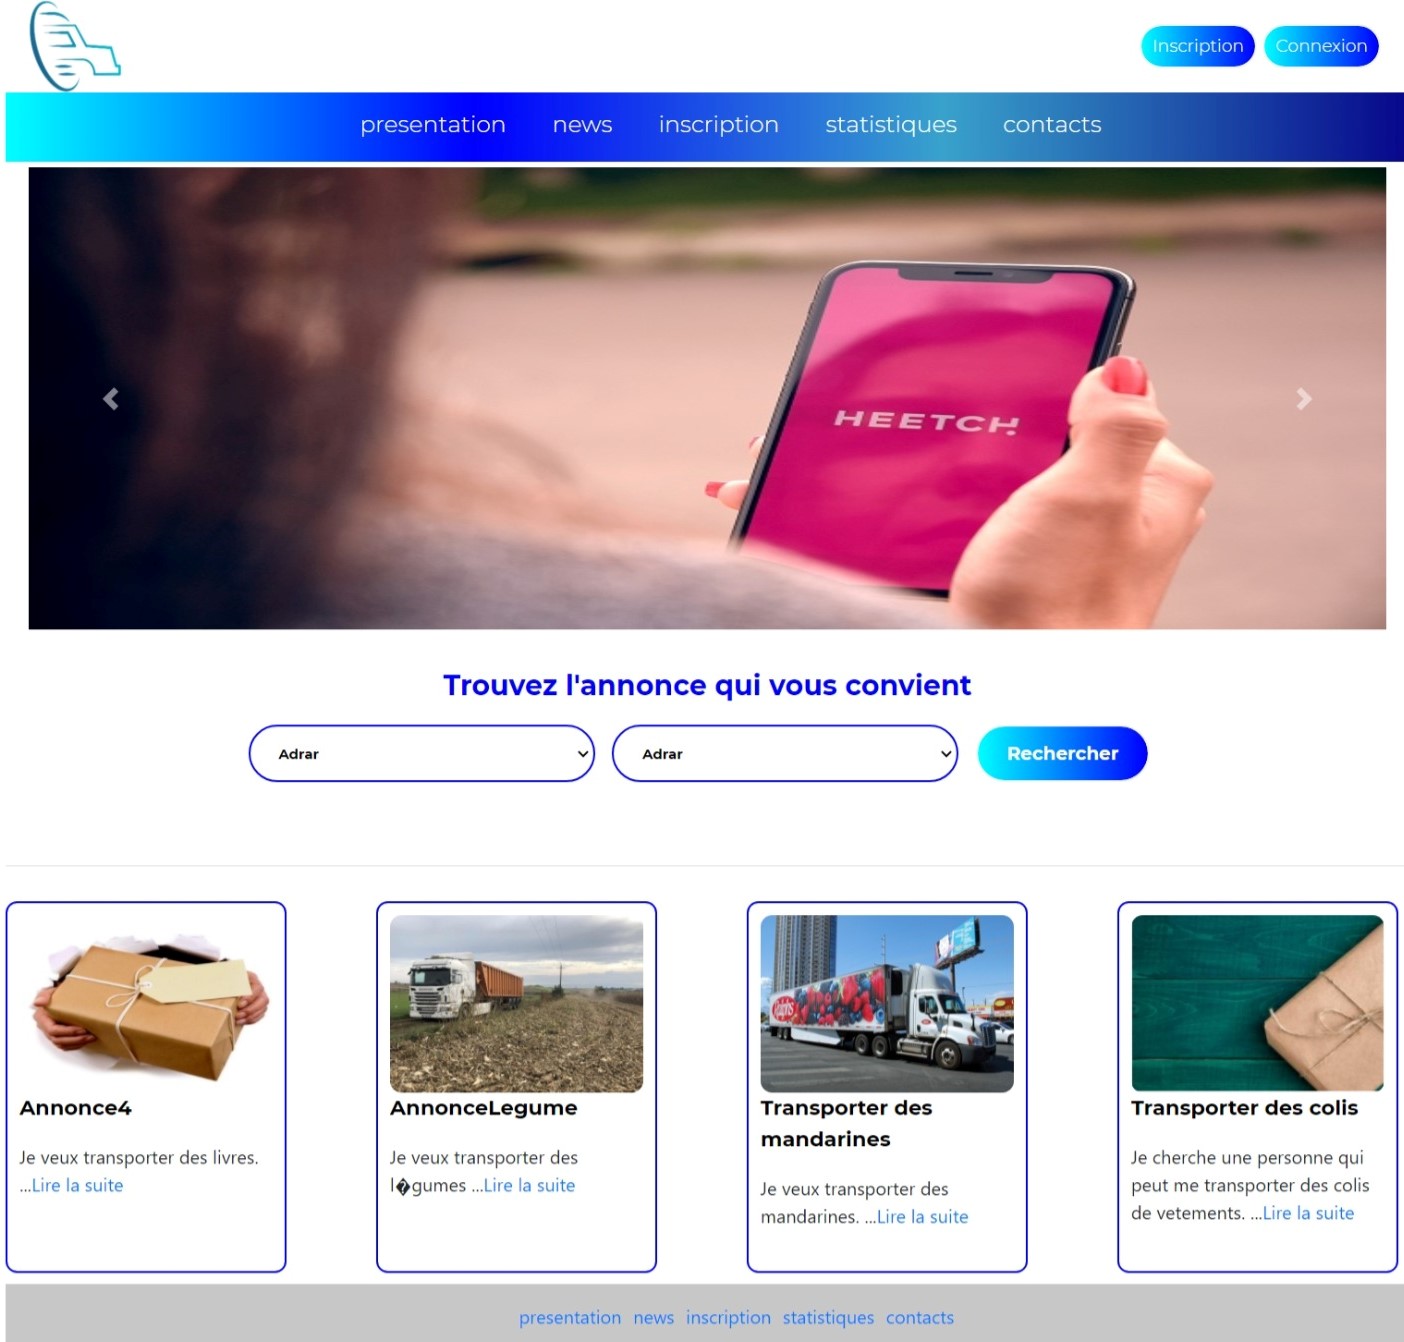 Inscription Connexion
presentation news inscription statistiques contacts
HEETCH
Trouvez l'annonce qui vous convient
Adrar Adrar Rechercher
Annonce4
Je veux transporter des livres.
...Lire la suite
AnnonceLegume
Je veux transporter des
l�gumes ...Lire la suite
Transporter des
mandarines
Je veux transporter des
mandarines. ...Lire la suite
Transporter des colis
Je cherche une personne qui
peut me transporter des colis
de vetements. ...Lire la suite
presentation news inscription statistiques contacts